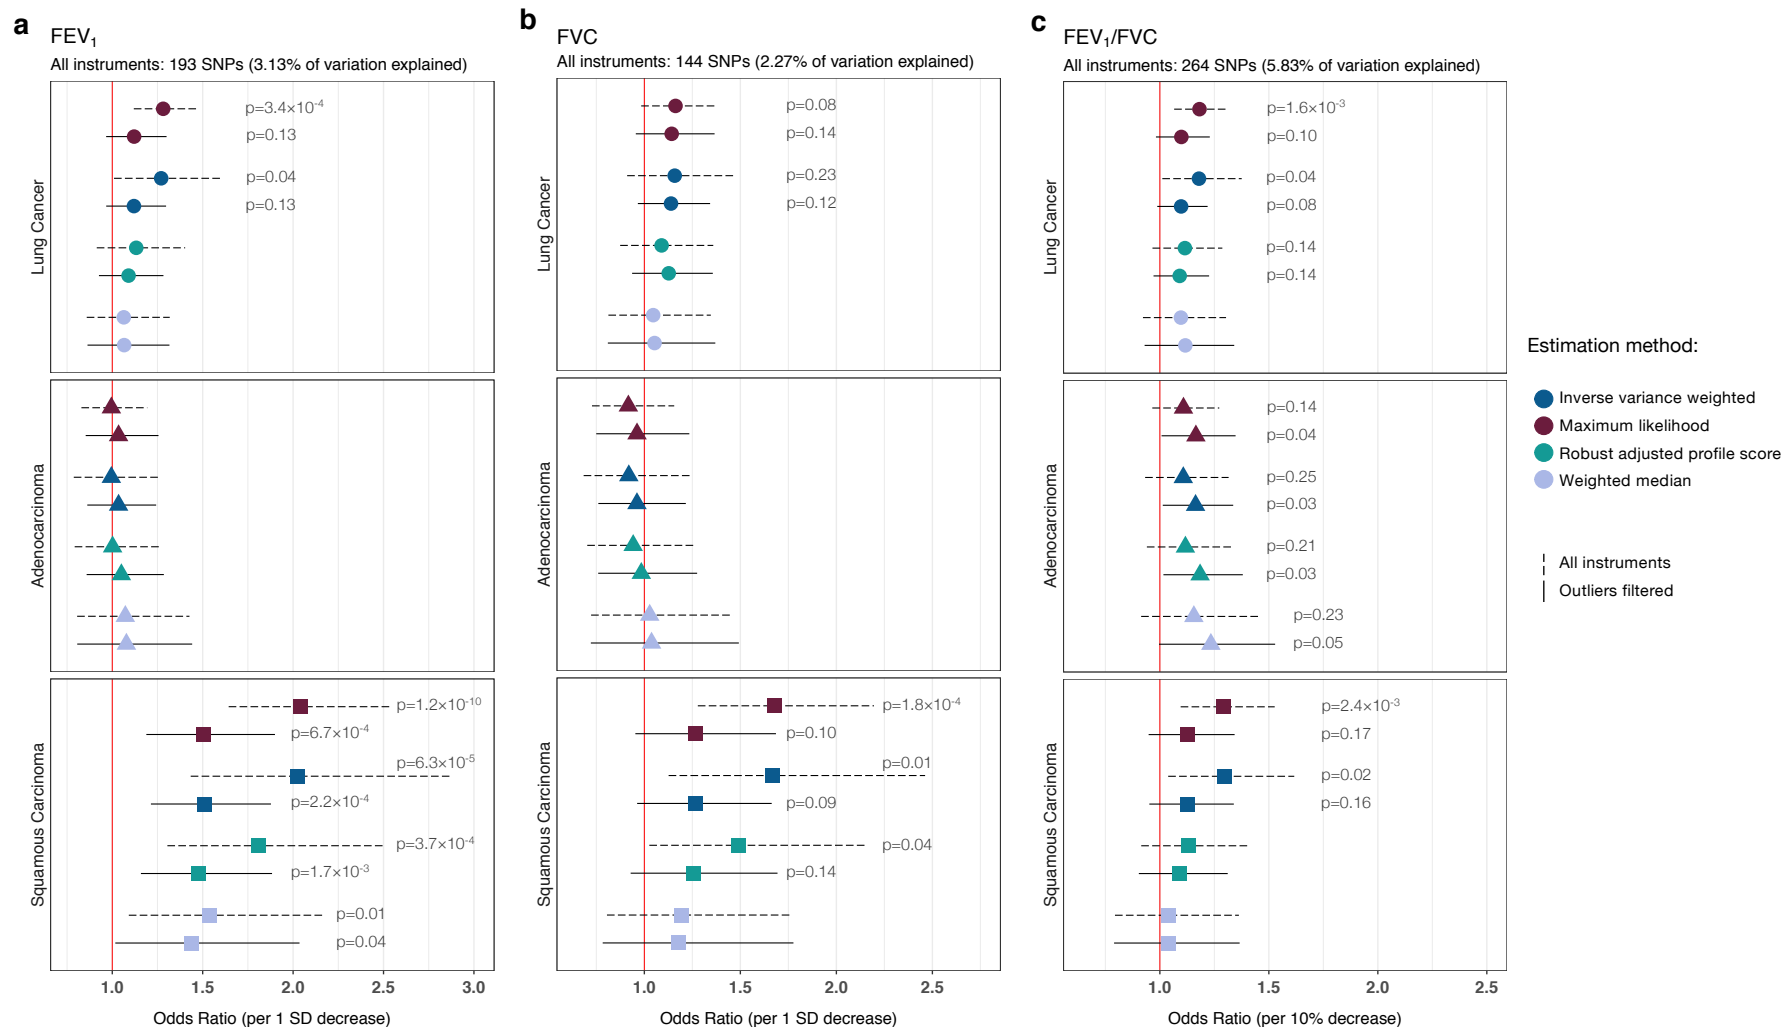 a
FEV₁
All instruments: 193 SNPs (3.13% of variation explained)
Lung Cancer
p=3.4×10⁻⁴
p=0.13
p=0.04
p=0.13
Adenocarcinoma
Squamous Carcinoma
p=1.2×10⁻¹⁰
p=6.7×10⁻⁴
p=6.3×10⁻⁵
p=2.2×10⁻⁴
p=3.7×10⁻⁴
p=1.7×10⁻³
p=0.01
p=0.04
1.0 1.5 2.0 2.5 3.0
Odds Ratio (per 1 SD decrease)
b
FVC
All instruments: 144 SNPs (2.27% of variation explained)
Lung Cancer
p=0.08
p=0.14
p=0.23
p=0.12
Adenocarcinoma
Squamous Carcinoma
p=1.8×10⁻⁴
p=0.10
p=0.01
p=0.09
p=0.04
p=0.14
1.0 1.5 2.0 2.5
Odds Ratio (per 1 SD decrease)
c
FEV₁/FVC
All instruments: 264 SNPs (5.83% of variation explained)
Lung Cancer
p=1.6×10⁻³
p=0.10
p=0.04
p=0.08
p=0.14
p=0.14
Adenocarcinoma
p=0.14
p=0.04
p=0.25
p=0.03
p=0.21
p=0.03
p=0.23
p=0.05
Squamous Carcinoma
p=2.4×10⁻³
p=0.17
p=0.02
p=0.16
1.0 1.5 2.0 2.5
Odds Ratio (per 10% decrease)
Estimation method:
Inverse variance weighted
Maximum likelihood
Robust adjusted profile score
Weighted median
All instruments
Outliers filtered